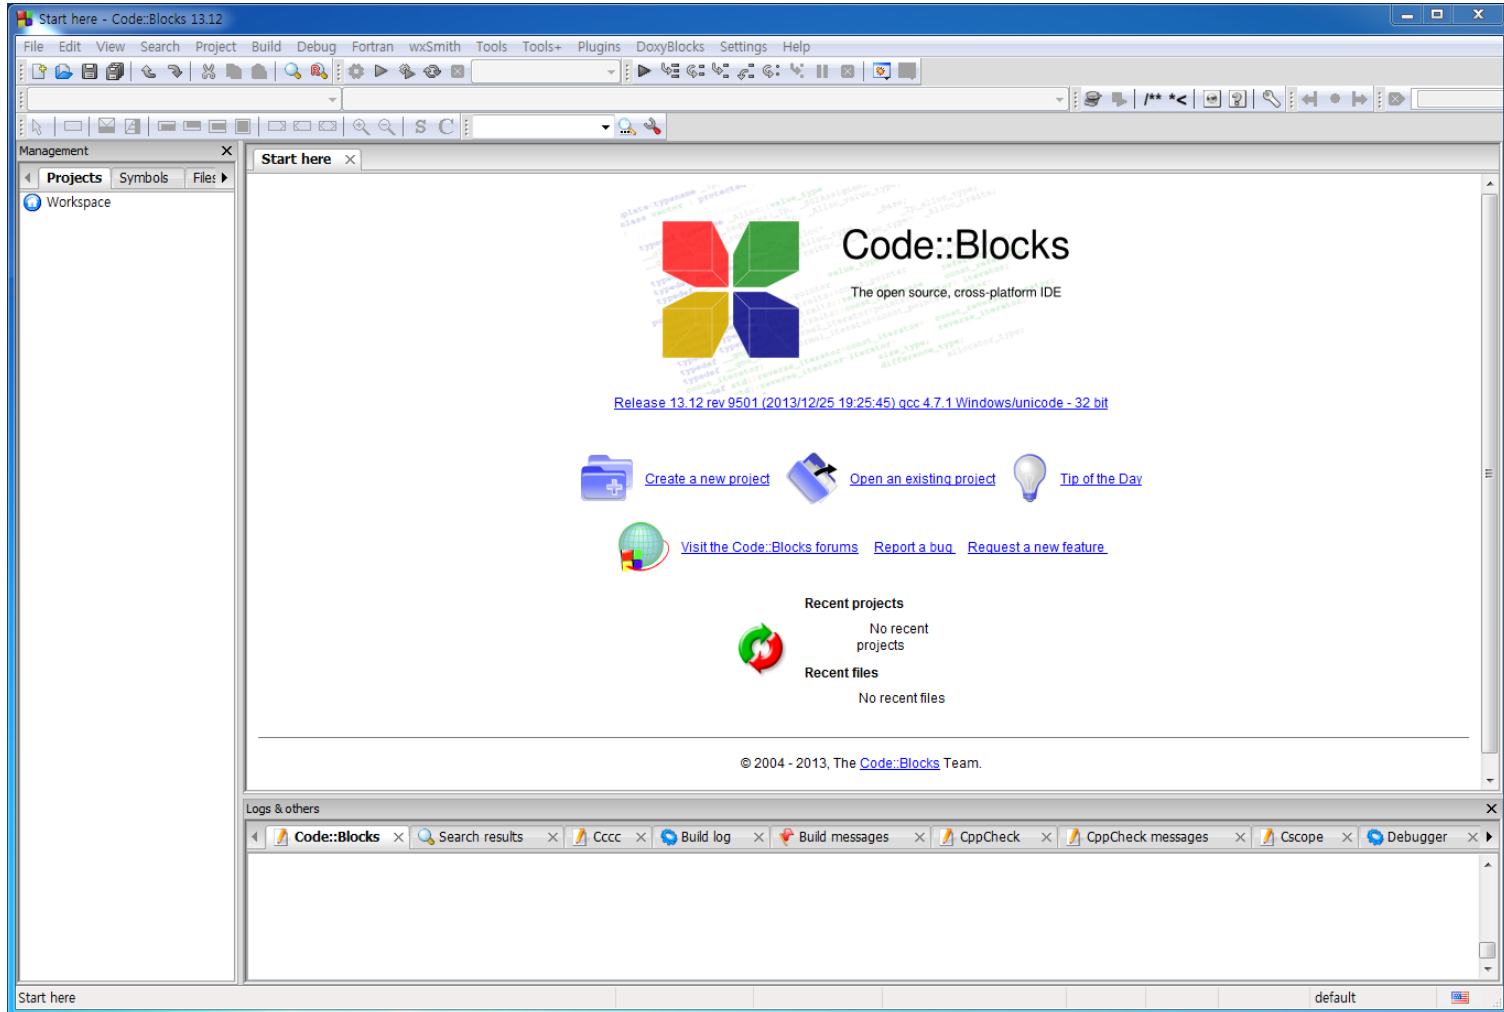 Start here - Code::Blocks 13.12
File Edit View Search Project Build Debug Fortran wxSmith Tools Tools+ Plugins DoxyBlocks Settings Help
/** *<
S C
Management
Projects Symbols Files
Workspace
Start here
Code::Blocks
The open source, cross-platform IDE
Release 13.12 rev 9501 (2013/12/25 19:25:45) gcc 4.7.1 Windows/unicode - 32 bit
Create a new project Open an existing project Tip of the Day
Visit the Code::Blocks forums Report a bug Request a new feature
Recent projects
No recent
projects
Recent files
No recent files
© 2004 - 2013, The Code::Blocks Team.
Logs & others
Code::Blocks Search results Cccc Build log Build messages CppCheck CppCheck messages Cscope Debugger
Start here default